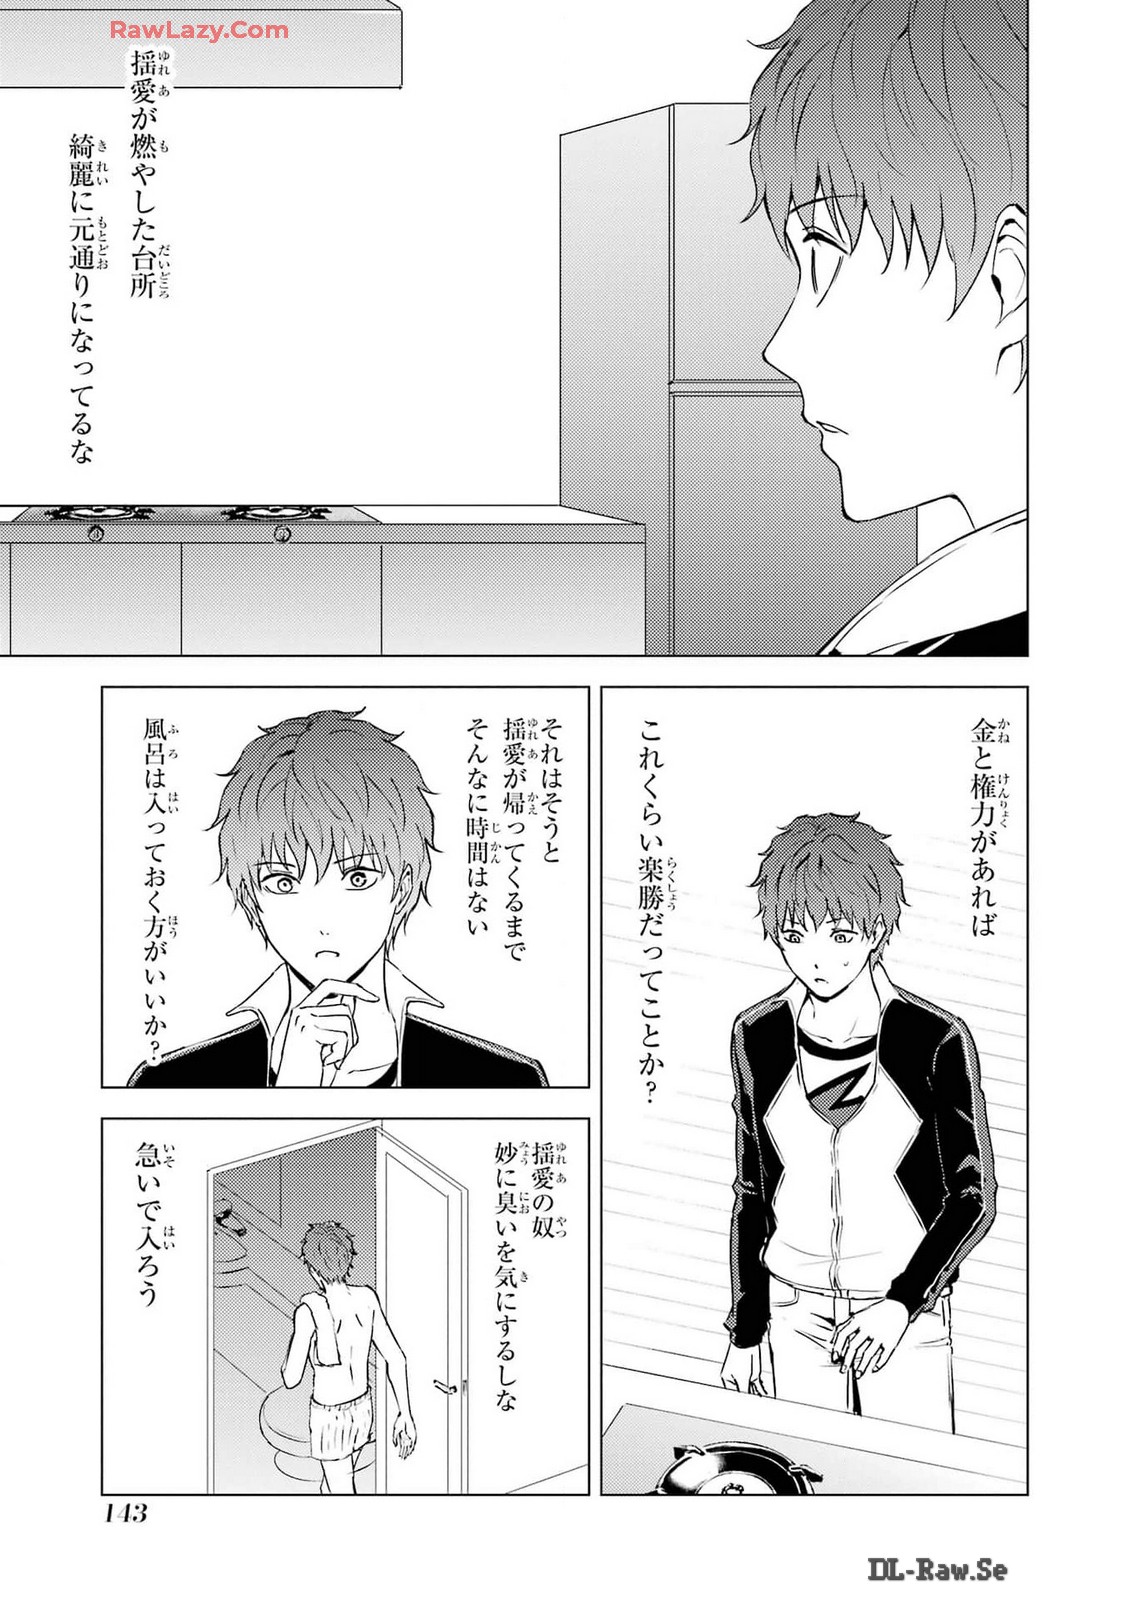 RawLazy.Com
揺愛が燃やした台所
綺麗に元通りになってるな
金と権力があれば
これくらい楽勝だってことか？
それはそうと
揺愛が帰ってくるまで
そんなに時間はない
風呂は入っておく方がいいか？
揺愛の奴
妙に臭いを気にするしな
急いで入ろう
143
DL-Raw.Se